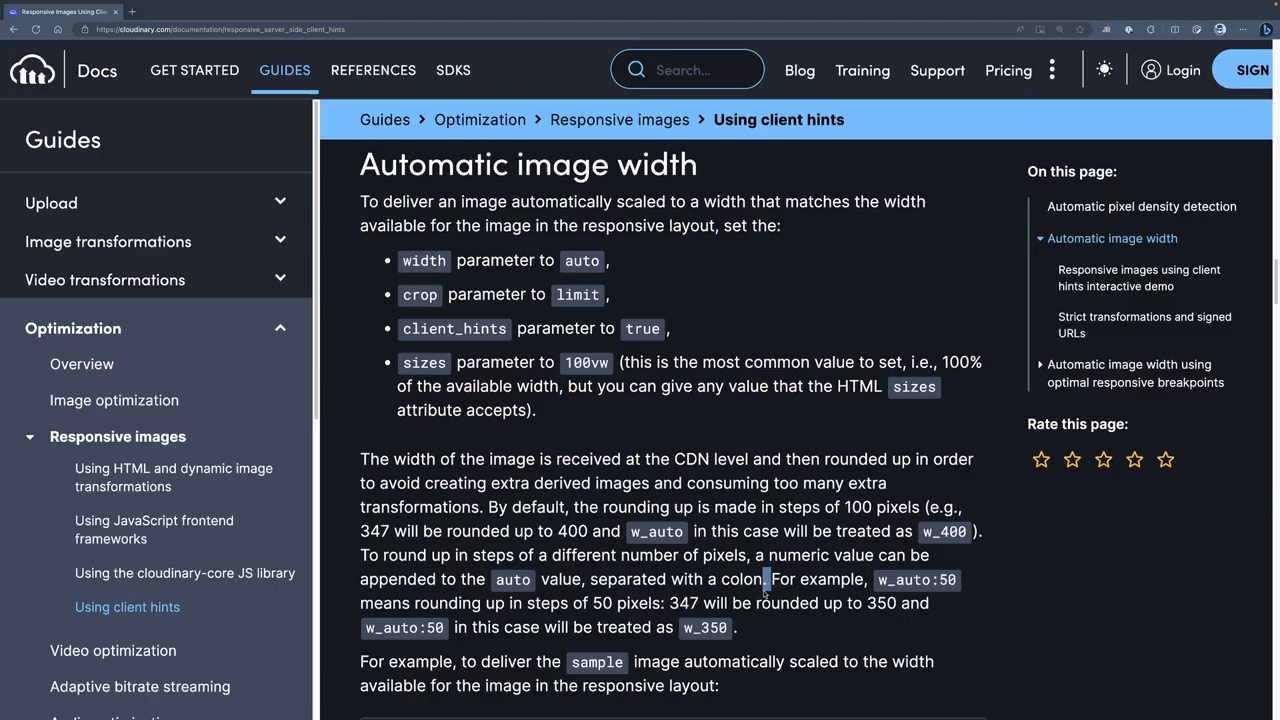 Responsive Images Using Clie
https://cloudinary.com/documentation/responsive_server_side_client_hints
Docs
GET STARTED
GUIDES
REFERENCES
SDKS
Search...
Blog
Training
Support
Pricing
Login
SIGN
Guides
Upload
Image transformations
Video transformations
Optimization
Overview
Image optimization
Responsive images
Using HTML and dynamic image
transformations
Using JavaScript frontend
frameworks
Using the cloudinary-core JS library
Using client hints
Video optimization
Adaptive bitrate streaming
Guides > Optimization > Responsive images > Using client hints
Automatic image width
To deliver an image automatically scaled to a width that matches the width
available for the image in the responsive layout, set the:
• width parameter to auto,
• crop parameter to limit,
• client_hints parameter to true,
• sizes parameter to 100vw (this is the most common value to set, i.e., 100%
of the available width, but you can give any value that the HTML sizes
attribute accepts).
The width of the image is received at the CDN level and then rounded up in order
to avoid creating extra derived images and consuming too many extra
transformations. By default, the rounding up is made in steps of 100 pixels (e.g.,
347 will be rounded up to 400 and w_auto in this case will be treated as w_400).
To round up in steps of a different number of pixels, a numeric value can be
appended to the auto value, separated with a colon. For example, w_auto:50
means rounding up in steps of 50 pixels: 347 will be rounded up to 350 and
w_auto:50 in this case will be treated as w_350.
For example, to deliver the sample image automatically scaled to the width
available for the image in the responsive layout:
On this page:
Automatic pixel density detection
Automatic image width
Responsive images using client
hints interactive demo
Strict transformations and signed
URLs
Automatic image width using
optimal responsive breakpoints
Rate this page: